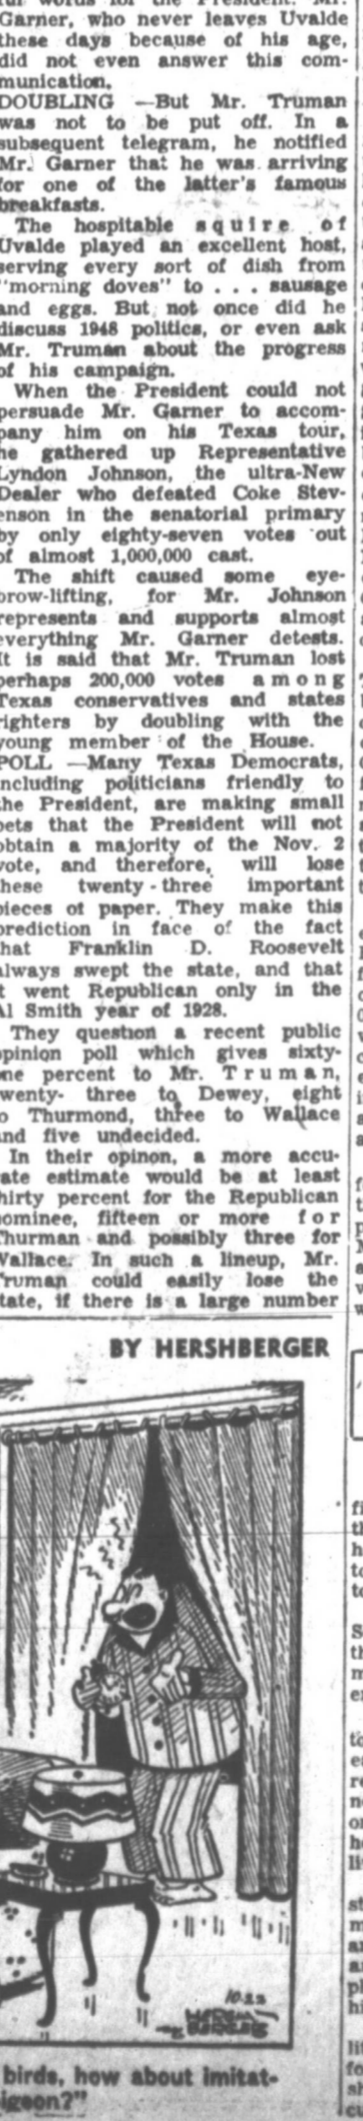 ful words for the President. Mr.
Garner, who never leaves Uvalde
these days because of his age,
did not even answer this com-
munication.
DOUBLING —But Mr. Truman
was not to be put off. In a
subsequent telegram, he notified
Mr. Garner that he was arriving
for one of the latter's famous
breakfasts.
The hospitable squire of
Uvalde played an excellent host,
serving every sort of dish from
"morning doves" to . . . sausage
and eggs. But not once did he
discuss 1948 politics, or even ask
Mr. Truman about the progress
of his campaign.
When the President could not
persuade Mr. Garner to accom-
pany him on his Texas tour,
he gathered up Representative
Lyndon Johnson, the ultra-New
Dealer who defeated Coke Stev-
enson in the senatorial primary
by only eighty-seven votes out
of almost 1,000,000 cast.
The shift caused some eye-
brow-lifting, for Mr. Johnson
represents and supports almost
everything Mr. Garner detests.
It is said that Mr. Truman lost
perhaps 200,000 votes among
Texas conservatives and states
righters by doubling with the
young member of the House.
POLL —Many Texas Democrats,
including politicians friendly to
the President, are making small
bets that the President will not
obtain a majority of the Nov. 2
vote, and therefore, will lose
these twenty-three important
pieces of paper. They make this
prediction in face of the fact
that Franklin D. Roosevelt
always swept the state, and that
it went Republican only in the
Al Smith year of 1928.
They question a recent public
opinion poll which gives sixty-
one percent to Mr. Truman,
twenty- three to Dewey, eight
to Thurmond, three to Wallace
and five undecided.
In their opinon, a more accu-
rate estimate would be at least
thirty percent for the Republican
nominee, fifteen or more for
Thurman and possibly three for
Wallace. In such a lineup, Mr.
Truman could easily lose the
state, if there is a large number
BY HERSHBERGER
10-22
birds, how about imitat-
igeon?"